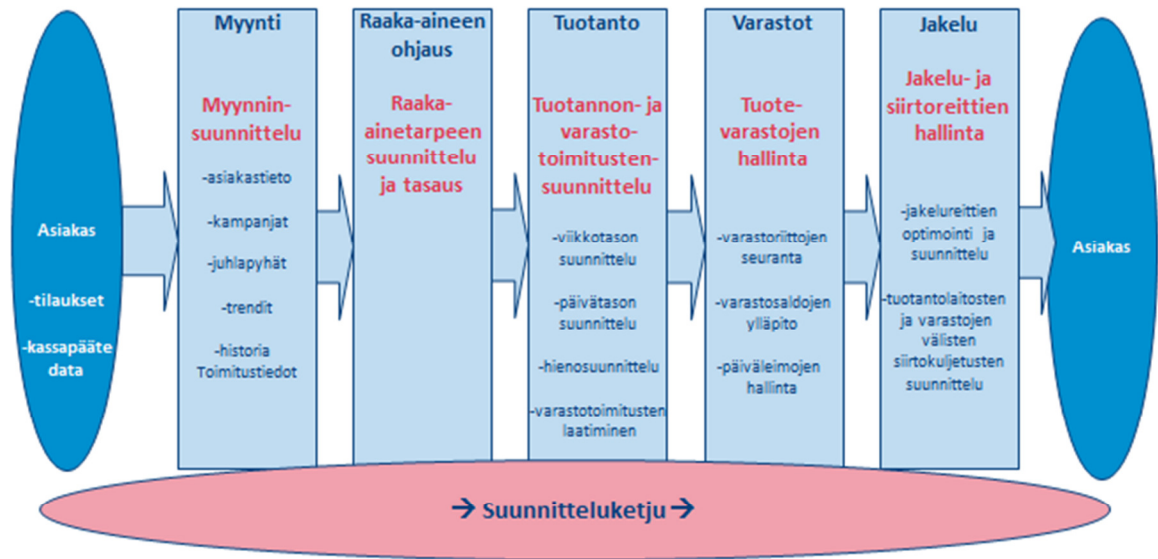 Asiakas
-tilaukset
-kassapääte
data
Myynti
Myynnin-
suunnittelu
-asiakastieto
-kampanjat
-juhlapyhät
-trendit
-historia
Toimitustiedot
Raaka-aineen
ohjaus
Raaka-
ainetarpeen
suunnittelu
ja tasaus
Tuotanto
Tuotannon- ja
varasto-
toimitusten-
suunnittelu
-viikkotason
suunnittelu
-päivätason
suunnittelu
-hienosuunnittelu
-varastotoimitusten
laatiminen
Varastot
Tuote-
varastojen
hallinta
-varastoriittojen
seuranta
-varastosaldojen
ylläpito
-päiväleimojen
hallinta
Jakelu
Jakelu- ja
siirtoreittien
hallinta
-jakelureittien
optimointi ja
suunnittelu
-tuotantolaitosten
ja varastojen
välisten
siirtokuljetusten
suunnittelu
Asiakas
→ Suunnitteluketju →